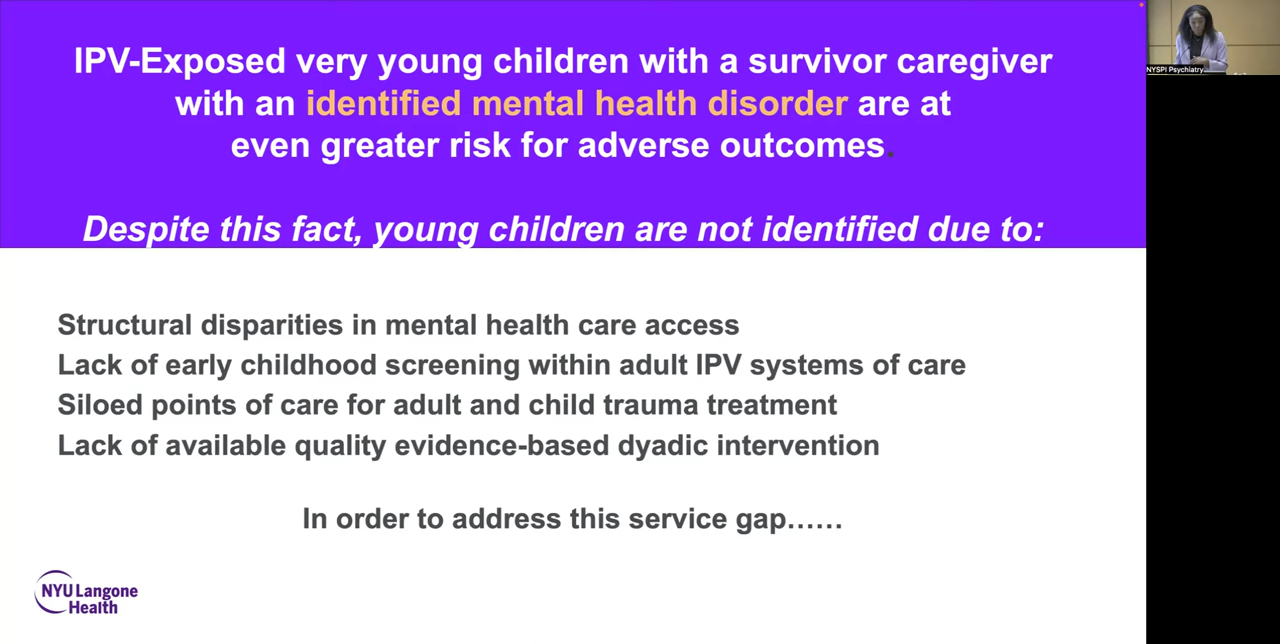 IPV-Exposed very young children with a survivor caregiver
with an identified mental health disorder are at
even greater risk for adverse outcomes.
Despite this fact, young children are not identified due to:
Structural disparities in mental health care access
Lack of early childhood screening within adult IPV systems of care
Siloed points of care for adult and child trauma treatment
Lack of available quality evidence-based dyadic intervention
In order to address this service gap......
NYU Langone
Health
NYSPI Psychiatry